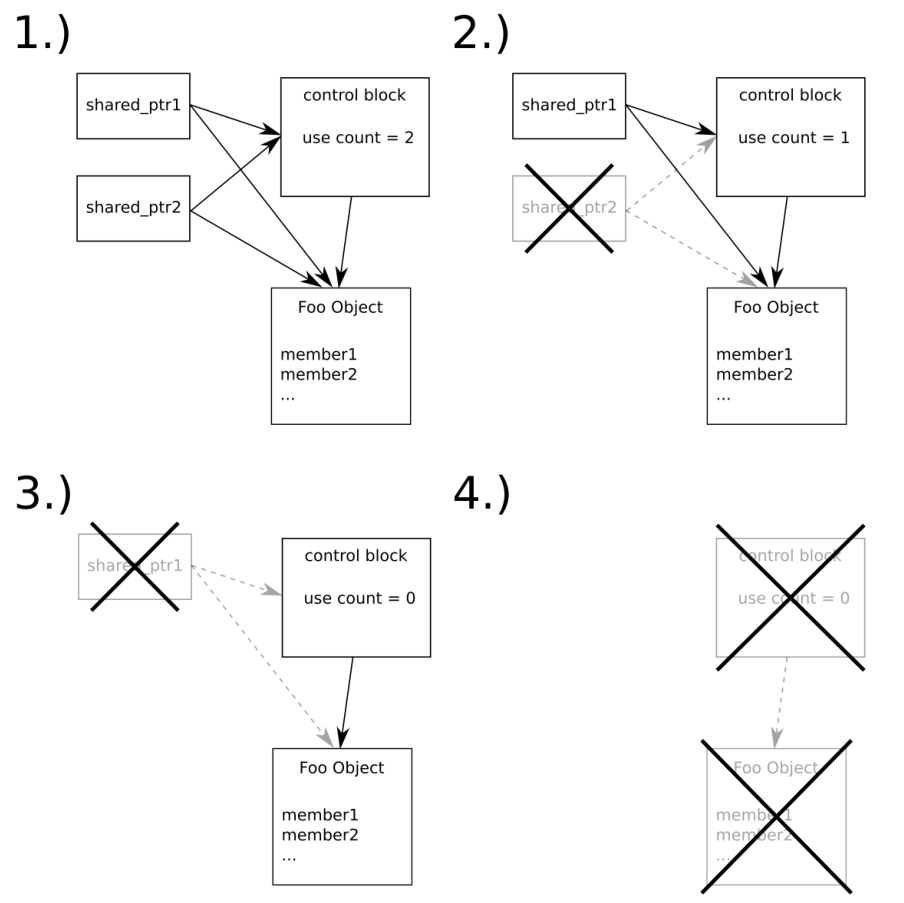 1.)
shared_ptr1
shared_ptr2
control block
use count = 2
Foo Object
member1
member2
...
2.)
shared_ptr1
shared_ptr2
control block
use count = 1
Foo Object
member1
member2
...
3.)
shared_ptr1
control block
use count = 0
Foo Object
member1
member2
...
4.)
control block
use count = 0
Foo Object
member1
member2
...